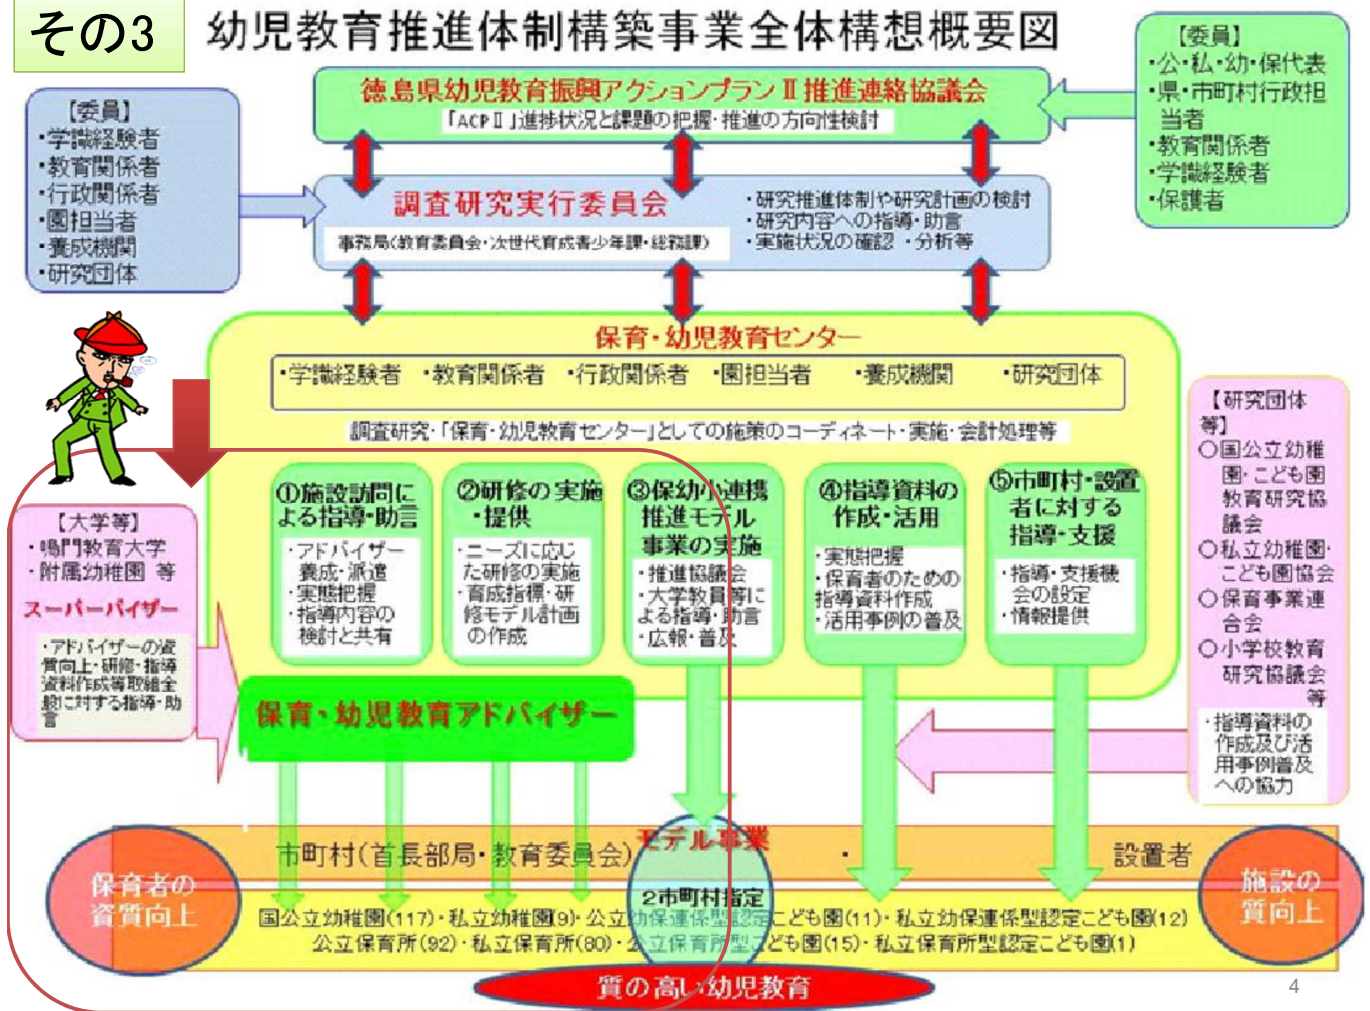 その3
幼児教育推進体制構築事業全体構想概要図
【委員】
・学識経験者
・教育関係者
・行政関係者
・園担当者
・養成機関
・研究団体
徳島県幼児教育振興アクションプランⅡ推進連絡協議会
「ACPⅡ」進捗状況と課題の把握・推進の方向性検討
【委員】
・公・私・幼・保代表
・県・市町村行政担
当者
・教育関係者
・学識経験者
・保護者
調査研究実行委員会
事務局(教育委員会・次世代育成青少年課・総務課)
・研究推進体制や研究計画の検討
・研究内容への指導・助言
・実施状況の確認・分析等
保育・幼児教育センター
・学識経験者 ・教育関係者 ・行政関係者 ・園担当者 ・養成機関 ・研究団体
調査研究・「保育・幼児教育センター」としての施策のコーディネート・実施・会計処理等
①施設訪問に
よる指導・助言
・アドバイザー
養成・派遣
・実態把握
・指導内容の
検討と共有
②研修の実施
・提供
・ニーズに応じ
た研修の実施
・育成指標・研
修モデル計画
の作成
③保幼小連携
推進モデル
事業の実施
・推進協議会
・大学教員等に
よる指導・助言
・広報・普及
④指導資料の
作成・活用
・実態把握
・保育者のための
指導資料作成
・活用事例の普及
⑤市町村・設置
者に対する
指導・支援
・指導・支援機
会の設定
・情報提供
【大学等】
・鳴門教育大学
・附属幼稚園 等
スーパーバイザー
・アドバイザーの資
質向上・研修・指導
資料作成等取組全
般に対する指導・助
言
【研究団体
等】
○国公立幼稚
園・こども園
教育研究協
議会
○私立幼稚園・
こども園協会
○保育事業連
合会
○小学校教育
研究協議会
等
・指導資料の
作成及び活
用事例普及
への協力
保育・幼児教育アドバイザー
市町村(首長部局・教育委員会) ・ 設置者
モデル事業
2市町村指定
保育者の
資質向上
国公立幼稚園(117)・私立幼稚園(9)・公立幼保連係型認定こども園(11)・私立幼保連係型認定こども園(12)
公立保育所(92)・私立保育所(80)・公立保育所型こども園(15)・私立保育所型認定こども園(1)
施設の
質向上
質の高い幼児教育
4